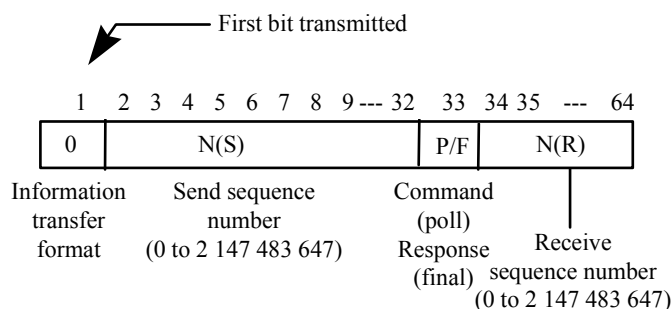 First bit transmitted
1 2 3 4 5 6 7 8 9 --- 32 33 34 35 --- 64
0 N(S) P/F N(R)
Information
transfer
format
Send sequence
number
(0 to 2 147 483 647)
Command
(poll)
Response
(final)
Receive
sequence number
(0 to 2 147 483 647)